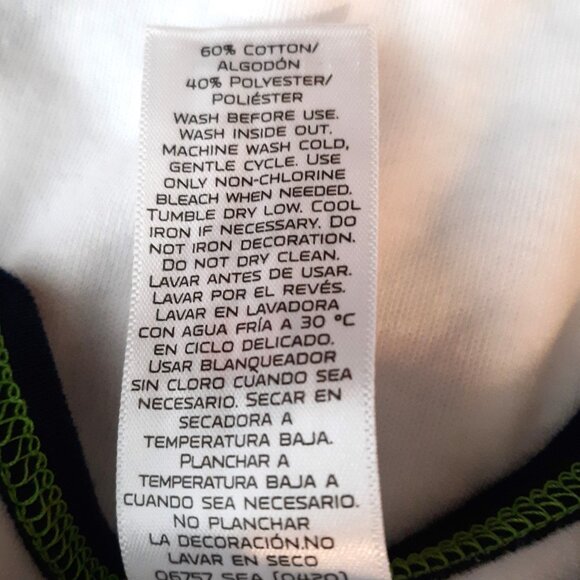 60% COTTON/
ALGODÓN
40% POLYESTER/
POLIÉSTER
WASH BEFORE USE.
WASH INSIDE OUT.
MACHINE WASH COLD,
GENTLE CYCLE. USE
ONLY NON-CHLORINE
BLEACH WHEN NEEDED.
TUMBLE DRY LOW. COOL
IRON IF NECESSARY. DO
NOT IRON DECORATION.
DO NOT DRY CLEAN.
LAVAR ANTES DE USAR.
LAVAR POR EL REVÉS.
LAVAR EN LAVADORA
CON AGUA FRÍA A 30 °C
EN CICLO DELICADO.
USAR BLANQUEADOR
SIN CLORO CUANDO SEA
NECESARIO. SECAR EN
SECADORA A
TEMPERATURA BAJA.
PLANCHAR A
TEMPERATURA BAJA A
CUANDO SEA NECESARIO.
NO PLANCHAR
LA DECORACIÓN.NO
LAVAR EN SECO
06757 SEA (0420)